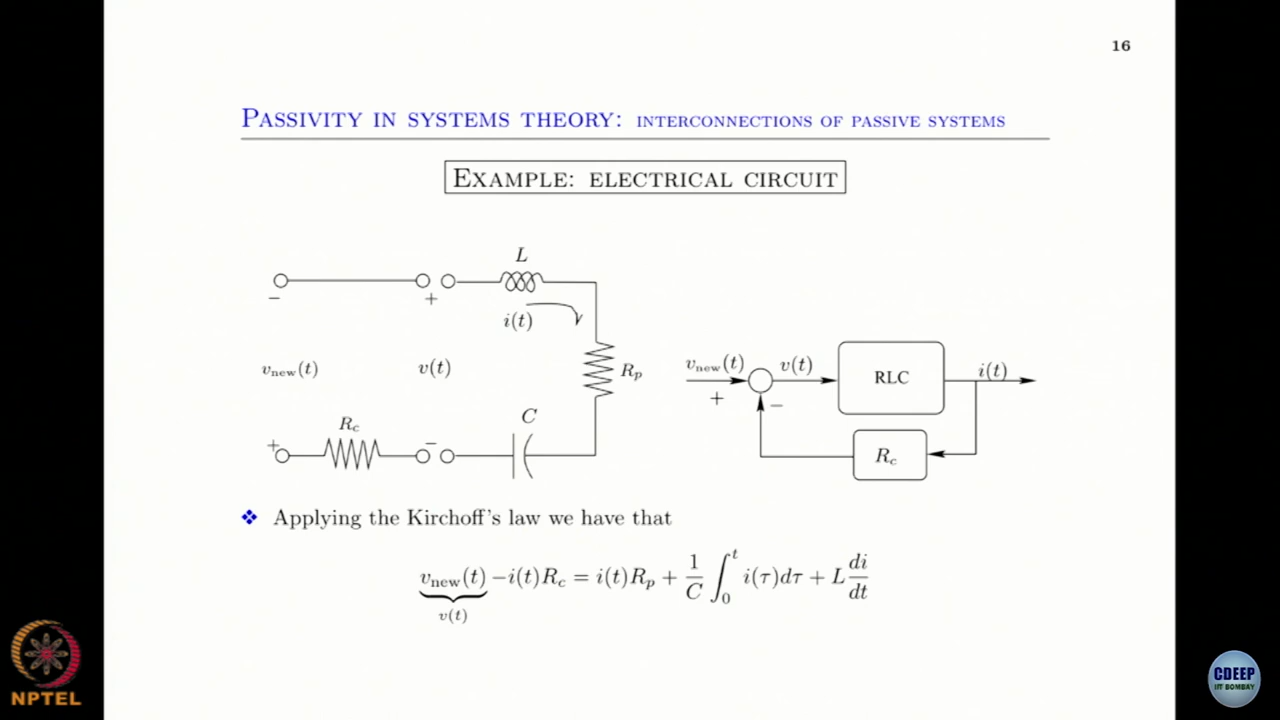 16
PASSIVITY IN SYSTEMS THEORY: INTERCONNECTIONS OF PASSIVE SYSTEMS
EXAMPLE: ELECTRICAL CIRCUIT
L
− +
i(t)
v_new(t) v(t) R_p
R_c C
+ −
v_new(t) v(t) RLC i(t)
+ −
R_c
❖ Applying the Kirchoff's law we have that
v_new(t) −i(t)R_c = i(t)R_p + 1/C ∫_0^t i(τ)dτ + L di/dt
v(t)
NPTEL
CDEEP
IIT BOMBAY